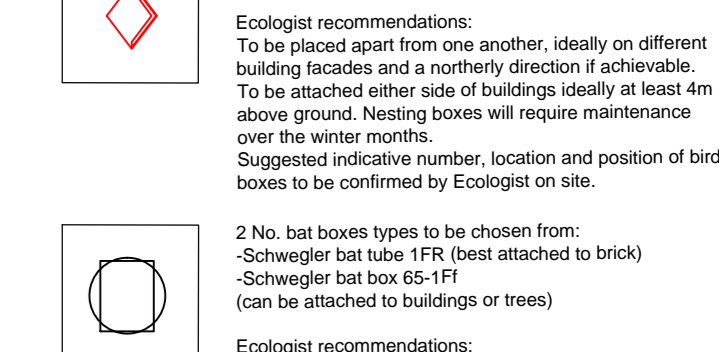 Ecologist recommendations:
To be placed apart from one another, ideally on different
building facades and a northerly direction if achievable.
To be attached either side of buildings ideally at least 4m
above ground. Nesting boxes will require maintenance
over the winter months.
Suggested indicative number, location and position of bird
boxes to be confirmed by Ecologist on site.
2 No. bat boxes types to be chosen from:
-Schwegler bat tube 1FR (best attached to brick)
-Schwegler bat box 65-1Ff
(can be attached to buildings or trees)
Ecologist recommendations: